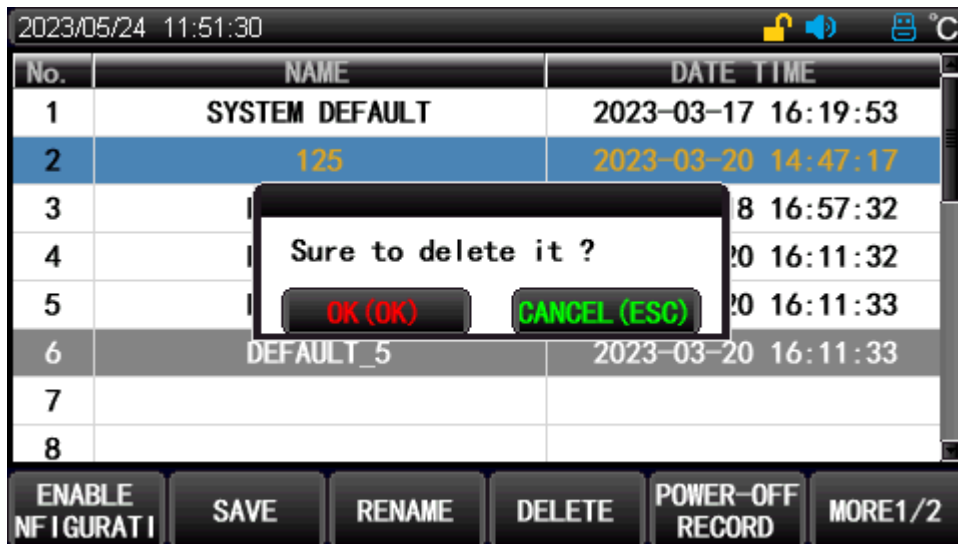 2023/05/24 11:51:30 °C
No. NAME DATE TIME
1 SYSTEM DEFAULT 2023-03-17 16:19:53
2 125 2023-03-20 14:47:17
3 8 16:57:32
4 20 16:11:32
5 20 16:11:33
6 DEFAULT_5 2023-03-20 16:11:33
7
8
Sure to delete it ?
OK(OK) CANCEL(ESC)
ENABLE
NFIGURATI
SAVE RENAME DELETE
POWER-OFF
RECORD
MORE1/2